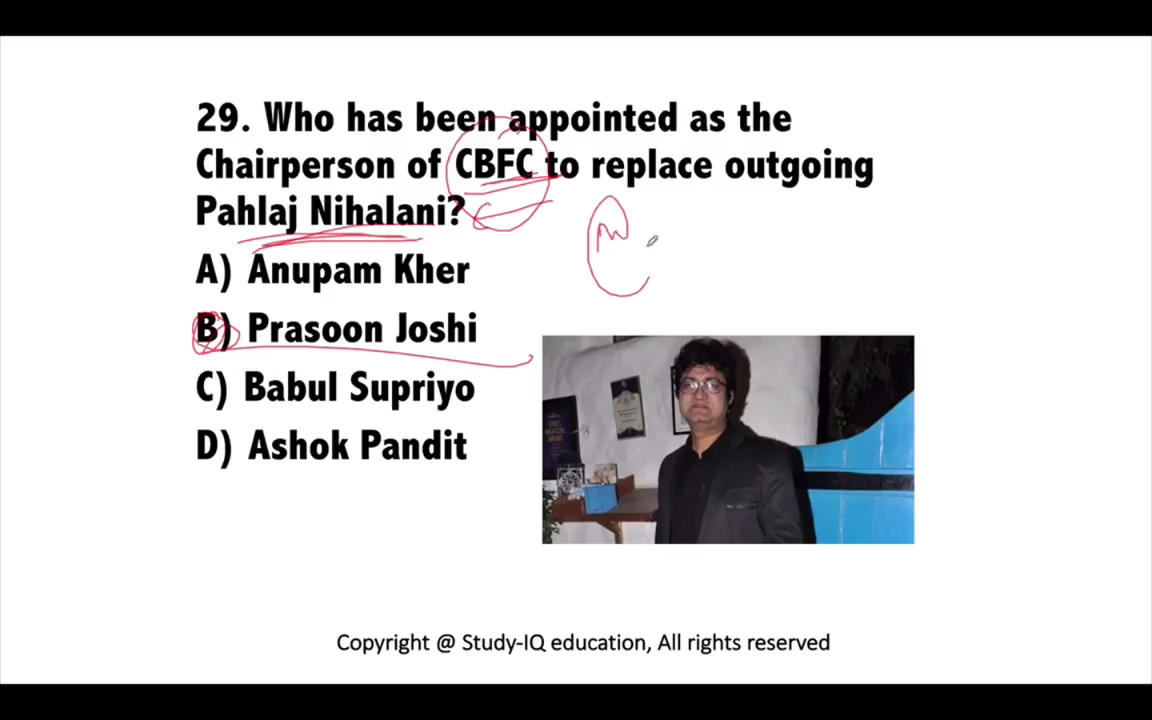 29. Who has been appointed as the
Chairperson of CBFC to replace outgoing
Pahlaj Nihalani?
A) Anupam Kher
B) Prasoon Joshi
C) Babul Supriyo
D) Ashok Pandit
Copyright @ Study-IQ education, All rights reserved